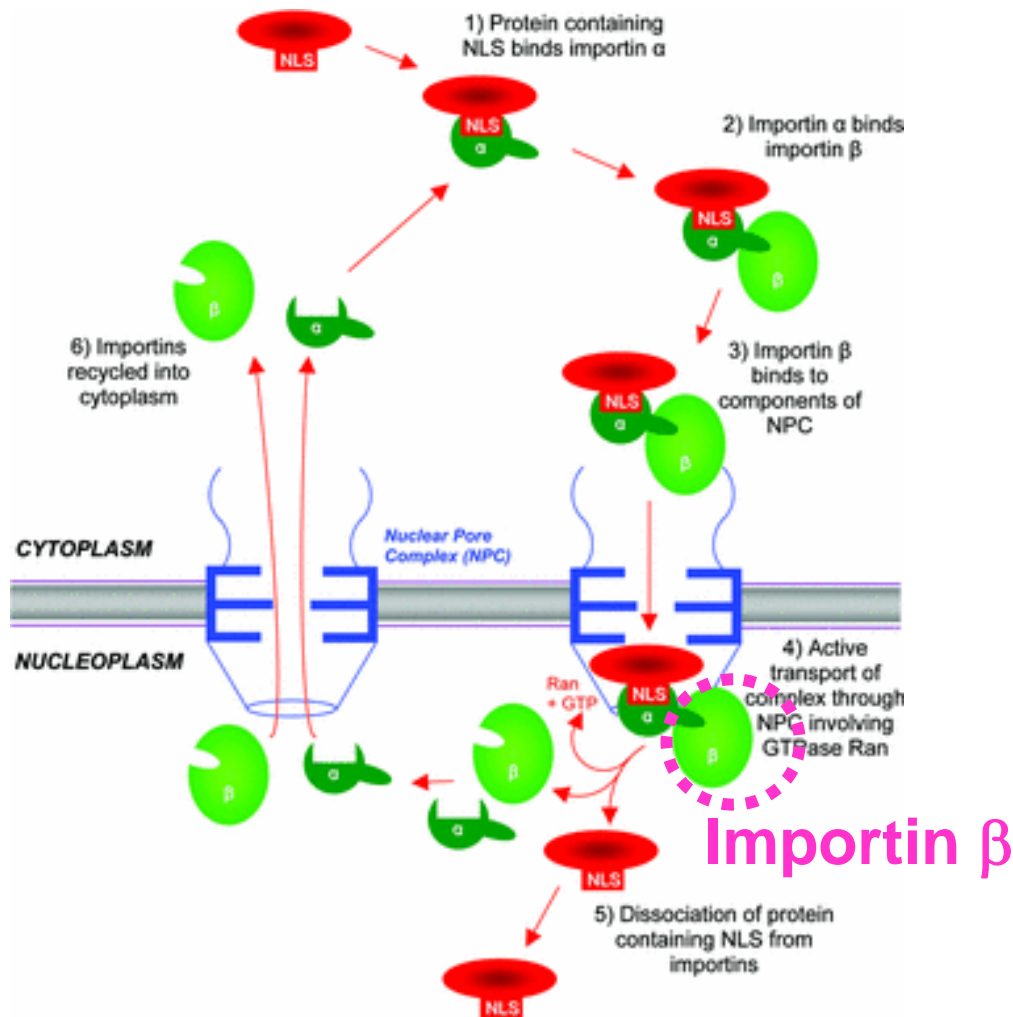 1) Protein containing
NLS binds importin α
NLS
NLS
α
2) Importin α binds
importin β
NLS
α
β
β
α
6) Importins
recycled into
cytoplasm
3) Importin β
binds to
components of
NPC
NLS
α
β
CYTOPLASM
Nuclear Pore
Complex (NPC)
NUCLEOPLASM
4) Active
transport of
complex through
NPC involving
GTPase Ran
Ran
+ GTP
NLS
α
β
β
α
β
α
Importin β
NLS
5) Dissociation of protein
containing NLS from
importins
NLS